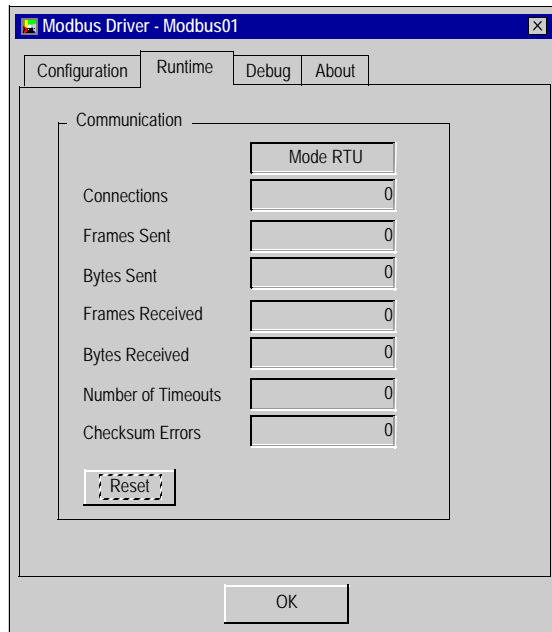 Modbus Driver - Modbus01
Configuration Runtime Debug About
Communication
Mode RTU
Connections 0
Frames Sent 0
Bytes Sent 0
Frames Received 0
Bytes Received 0
Number of Timeouts 0
Checksum Errors 0
Reset
OK